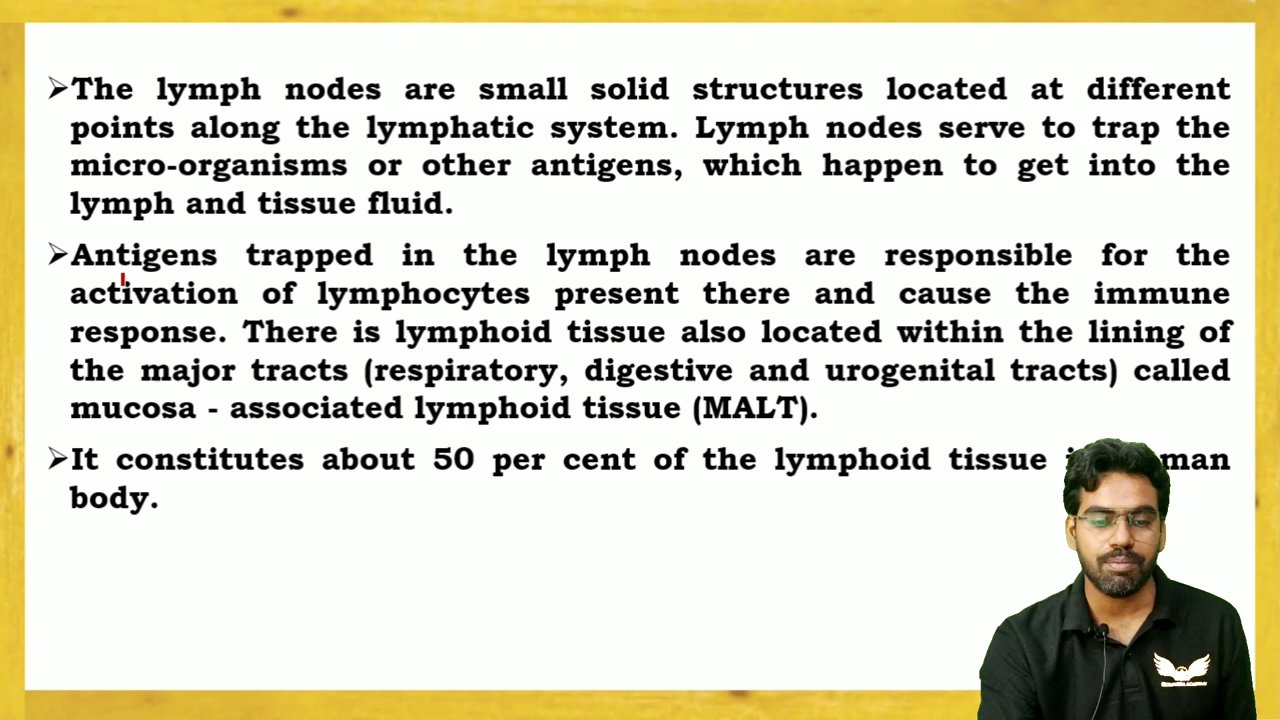 ➢The lymph nodes are small solid structures located at different
points along the lymphatic system. Lymph nodes serve to trap the
micro-organisms or other antigens, which happen to get into the
lymph and tissue fluid.
➢Antigens trapped in the lymph nodes are responsible for the
activation of lymphocytes present there and cause the immune
response. There is lymphoid tissue also located within the lining of
the major tracts (respiratory, digestive and urogenital tracts) called
mucosa - associated lymphoid tissue (MALT).
➢It constitutes about 50 per cent of the lymphoid tissue man
body.